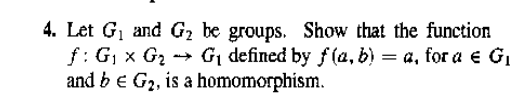 4. Let G₁ and G₂ be groups. Show that the function
f : G₁ × G₂ → G₁ defined by f(a, b) = a, for a ∈ G₁
and b ∈ G₂, is a homomorphism.